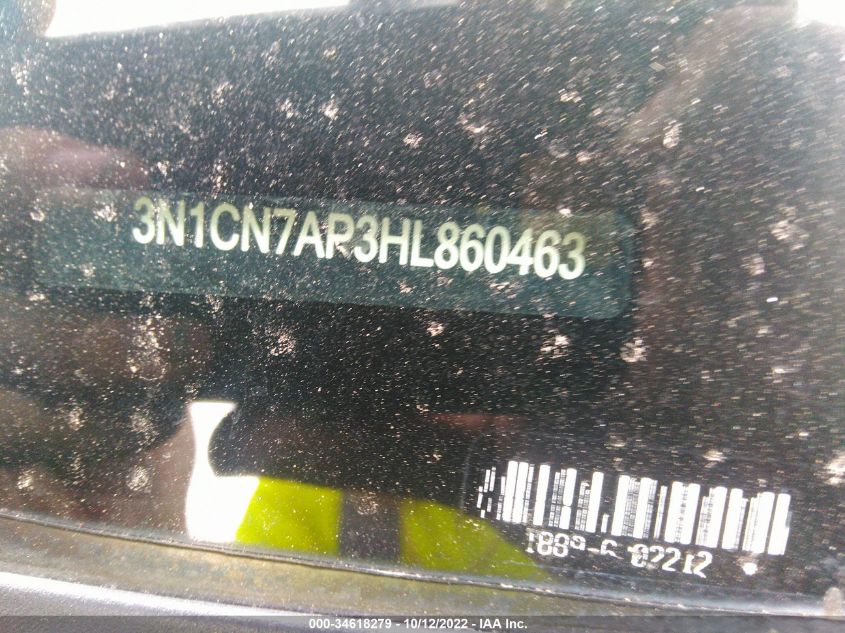 3N1CN7AP3HL860463
000-34618279 - 10/12/2022 - IAA Inc.